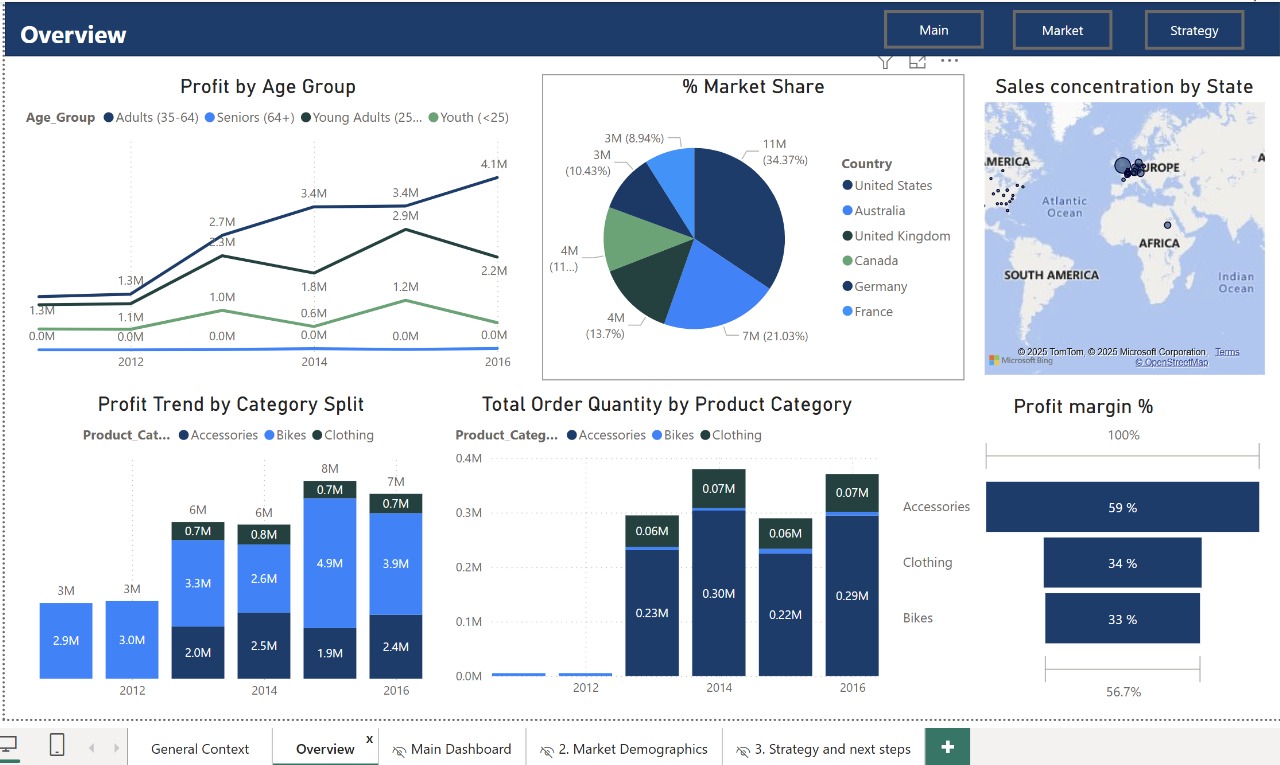 Overview
Main
Market
Strategy
Profit by Age Group
Age_Group Adults (35-64) Seniors (64+) Young Adults (25... Youth (<25)
4.1M
3.4M
3.4M
2.9M
2.7M
2.3M
2.2M
1.8M
1.3M
1.3M
1.1M
1.0M
0.6M
1.2M
0.0M
0.0M
0.0M
0.0M
0.0M
0.0M
2012
2014
2016
% Market Share
11M
(34.37%)
7M (21.03%)
4M
(13.7%)
4M
(11...)
3M
(10.43%)
3M (8.94%)
Country
United States
Australia
United Kingdom
Canada
Germany
France
Sales concentration by State
AMERICA
EUROPE
A
Atlantic
Ocean
AFRICA
SOUTH AMERICA
Indian
Ocean
© 2025 TomTom, © 2025 Microsoft Corporation Terms
Microsoft Bing
© OpenStreetMap
Profit Trend by Category Split
Product_Cat... Accessories Bikes Clothing
3M
2.9M
3M
3.0M
6M
0.7M
3.3M
2.0M
6M
0.8M
2.6M
2.5M
8M
0.7M
4.9M
1.9M
7M
0.7M
3.9M
2.4M
2012
2014
2016
Total Order Quantity by Product Category
Product_Categ... Accessories Bikes Clothing
0.4M
0.3M
0.2M
0.1M
0.0M
0.06M
0.23M
0.07M
0.30M
0.06M
0.22M
0.07M
0.29M
2012
2014
2016
Profit margin %
100%
Accessories
59 %
Clothing
34 %
Bikes
33 %
56.7%
General Context
Overview
x
Main Dashboard
2. Market Demographics
3. Strategy and next steps
+